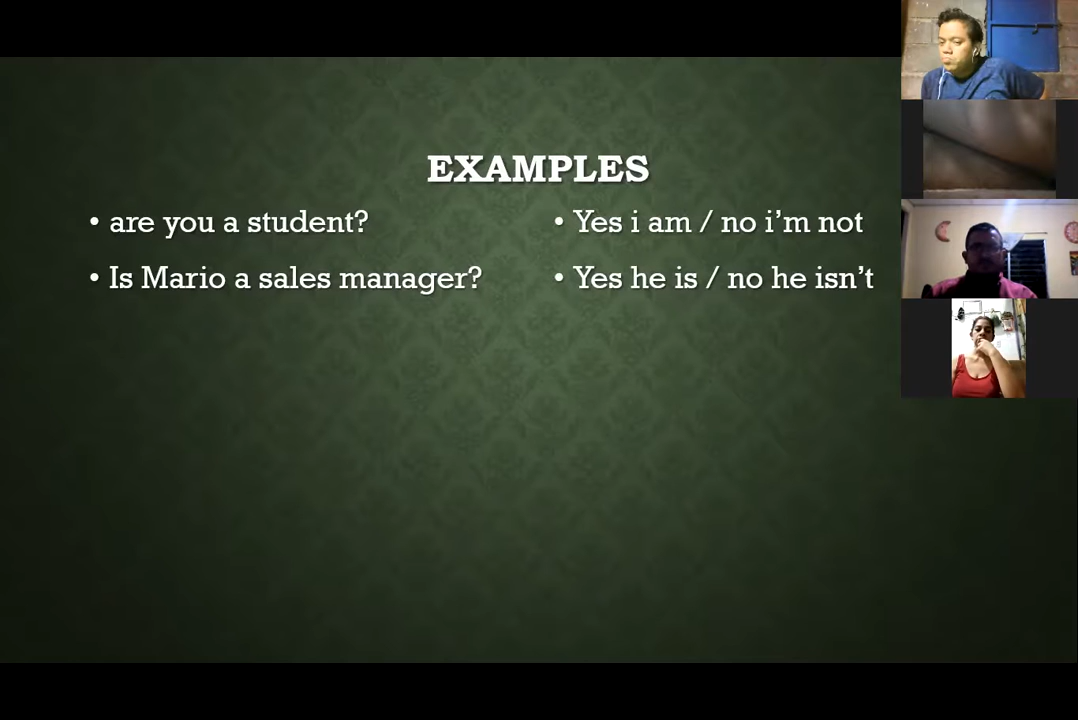 EXAMPLES
• are you a student?
• Yes i am / no i’m not
• Is Mario a sales manager?
• Yes he is / no he isn’t